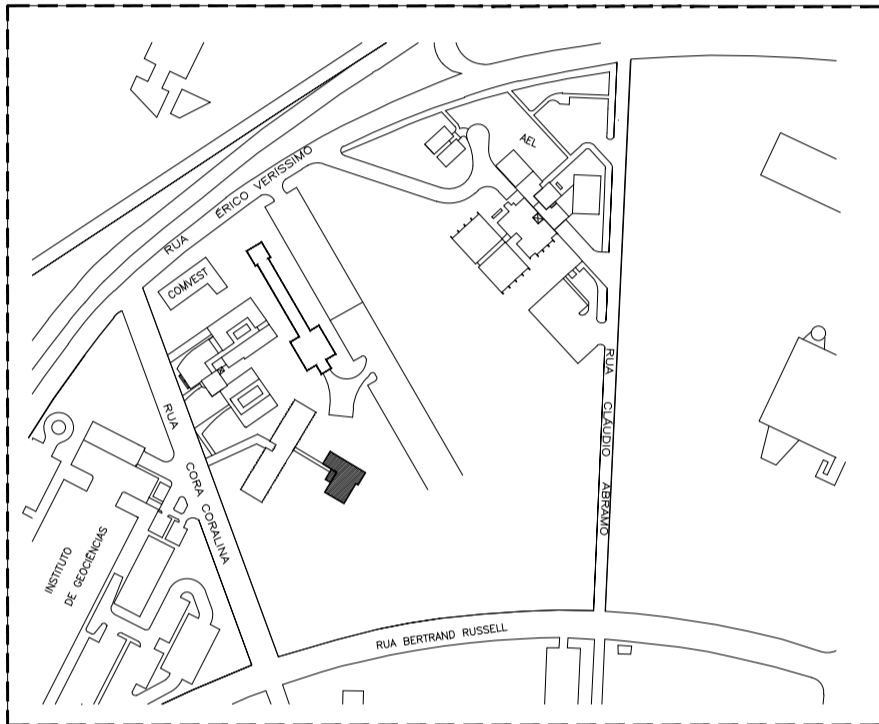 AEL
RUA ÉRICO VERISSIMO
COMVEST
RUA CLÁUDIO ABRAMO
RUA CORA CORALINA
INSTITUTO
DE GEOCIÊNCIAS
RUA BERTRAND RUSSELL